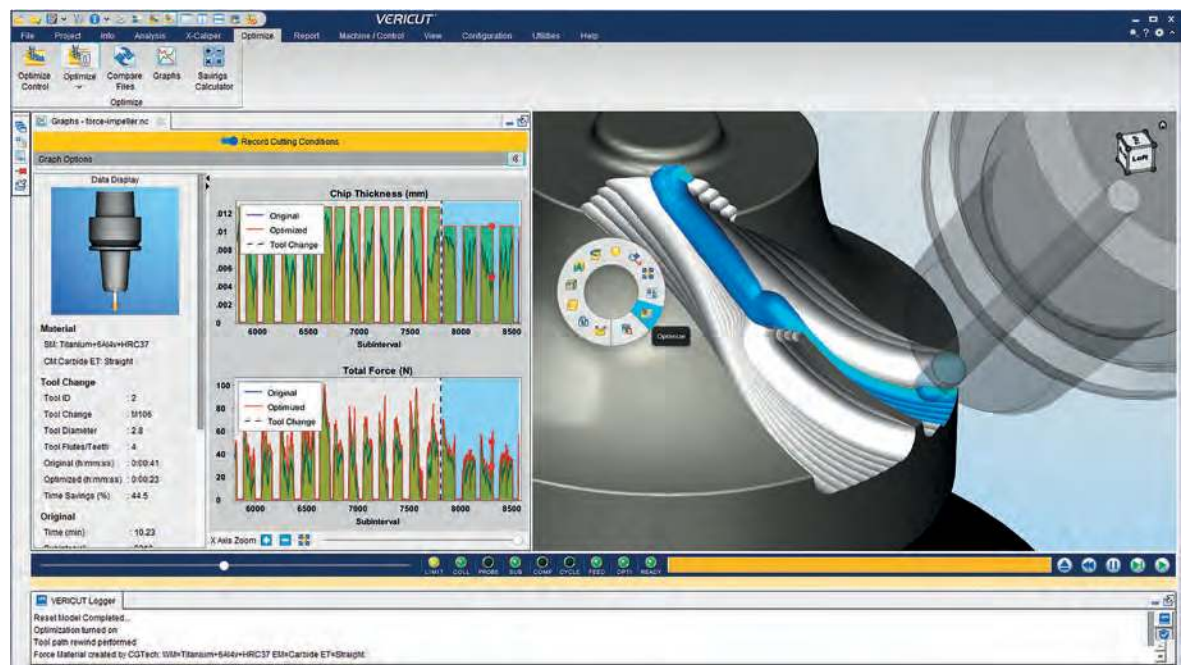 VERICUT
File Project Info Analysis X-Caliper Optimize Report Machine / Control View Configuration Utilities Help
Optimize Control
Optimize
Compare Files
Graphs
Savings Calculator
Optimize
Graphs - force-impeller.nc
Record Cutting Conditions
Graph Options
Data Display
Material
SM: Titanium+6Al4v+HRC37
CM:Carbide ET: Straight
Tool Change
Tool ID : 2
Tool Change : M106
Tool Diameter : 2.8
Tool Flutes/Teeth : 4
Original (h:mm:ss) : 0:00:41
Optimized (h:mm:ss) : 0:00:23
Time Savings (%) : 44.5
Original
Time (min) : 10.23
Chip Thickness (mm)
Original
Optimized
Tool Change
.012
.01
.008
.006
.004
.002
0
6000 6500 7000 7500 8000 8500
Subinterval
Total Force (N)
Original
Optimized
Tool Change
100
80
60
40
20
0
6000 6500 7000 7500 8000 8500
Subinterval
X Axis Zoom
Optimize
Left
LIMIT COLL PROBE SUB COMP CYCLE FEED OPTI READY
VERICUT Logger
Reset Model Completed...
Optimization turned on
Tool path rewind performed
Force Material created by CGTech: WM=Titanium+6Al4v+HRC37 EM=Carbide ET=Straight